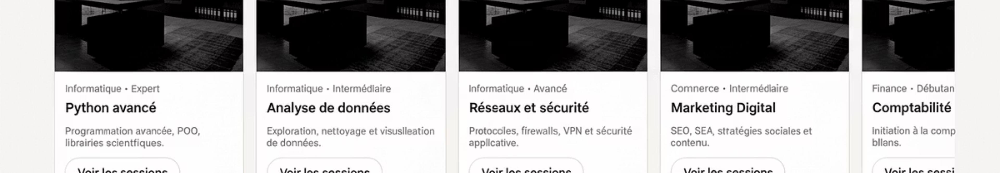 Informatique • Expert
Python avancé
Programmation avancée, POO,
librairies scientfiques.
Voir les sessions
Informatique • Intermédlaire
Analyse de données
Exploration, nettoyage et visuslleation
de données.
Voir les sessions
Informatique • Avancé
Réseaux et sécurité
Protocoles, firewalls, VPN et sécurité
appllcative.
Voir les sessions
Comnerce • Intermédlaire
Marketing Digital
SEO, SEA, sttatégies sociales et
contenu.
Voir les sessions
Finance • Débutan
Comptabilité
Initiation à la comp
bllans.
Voir les sessi